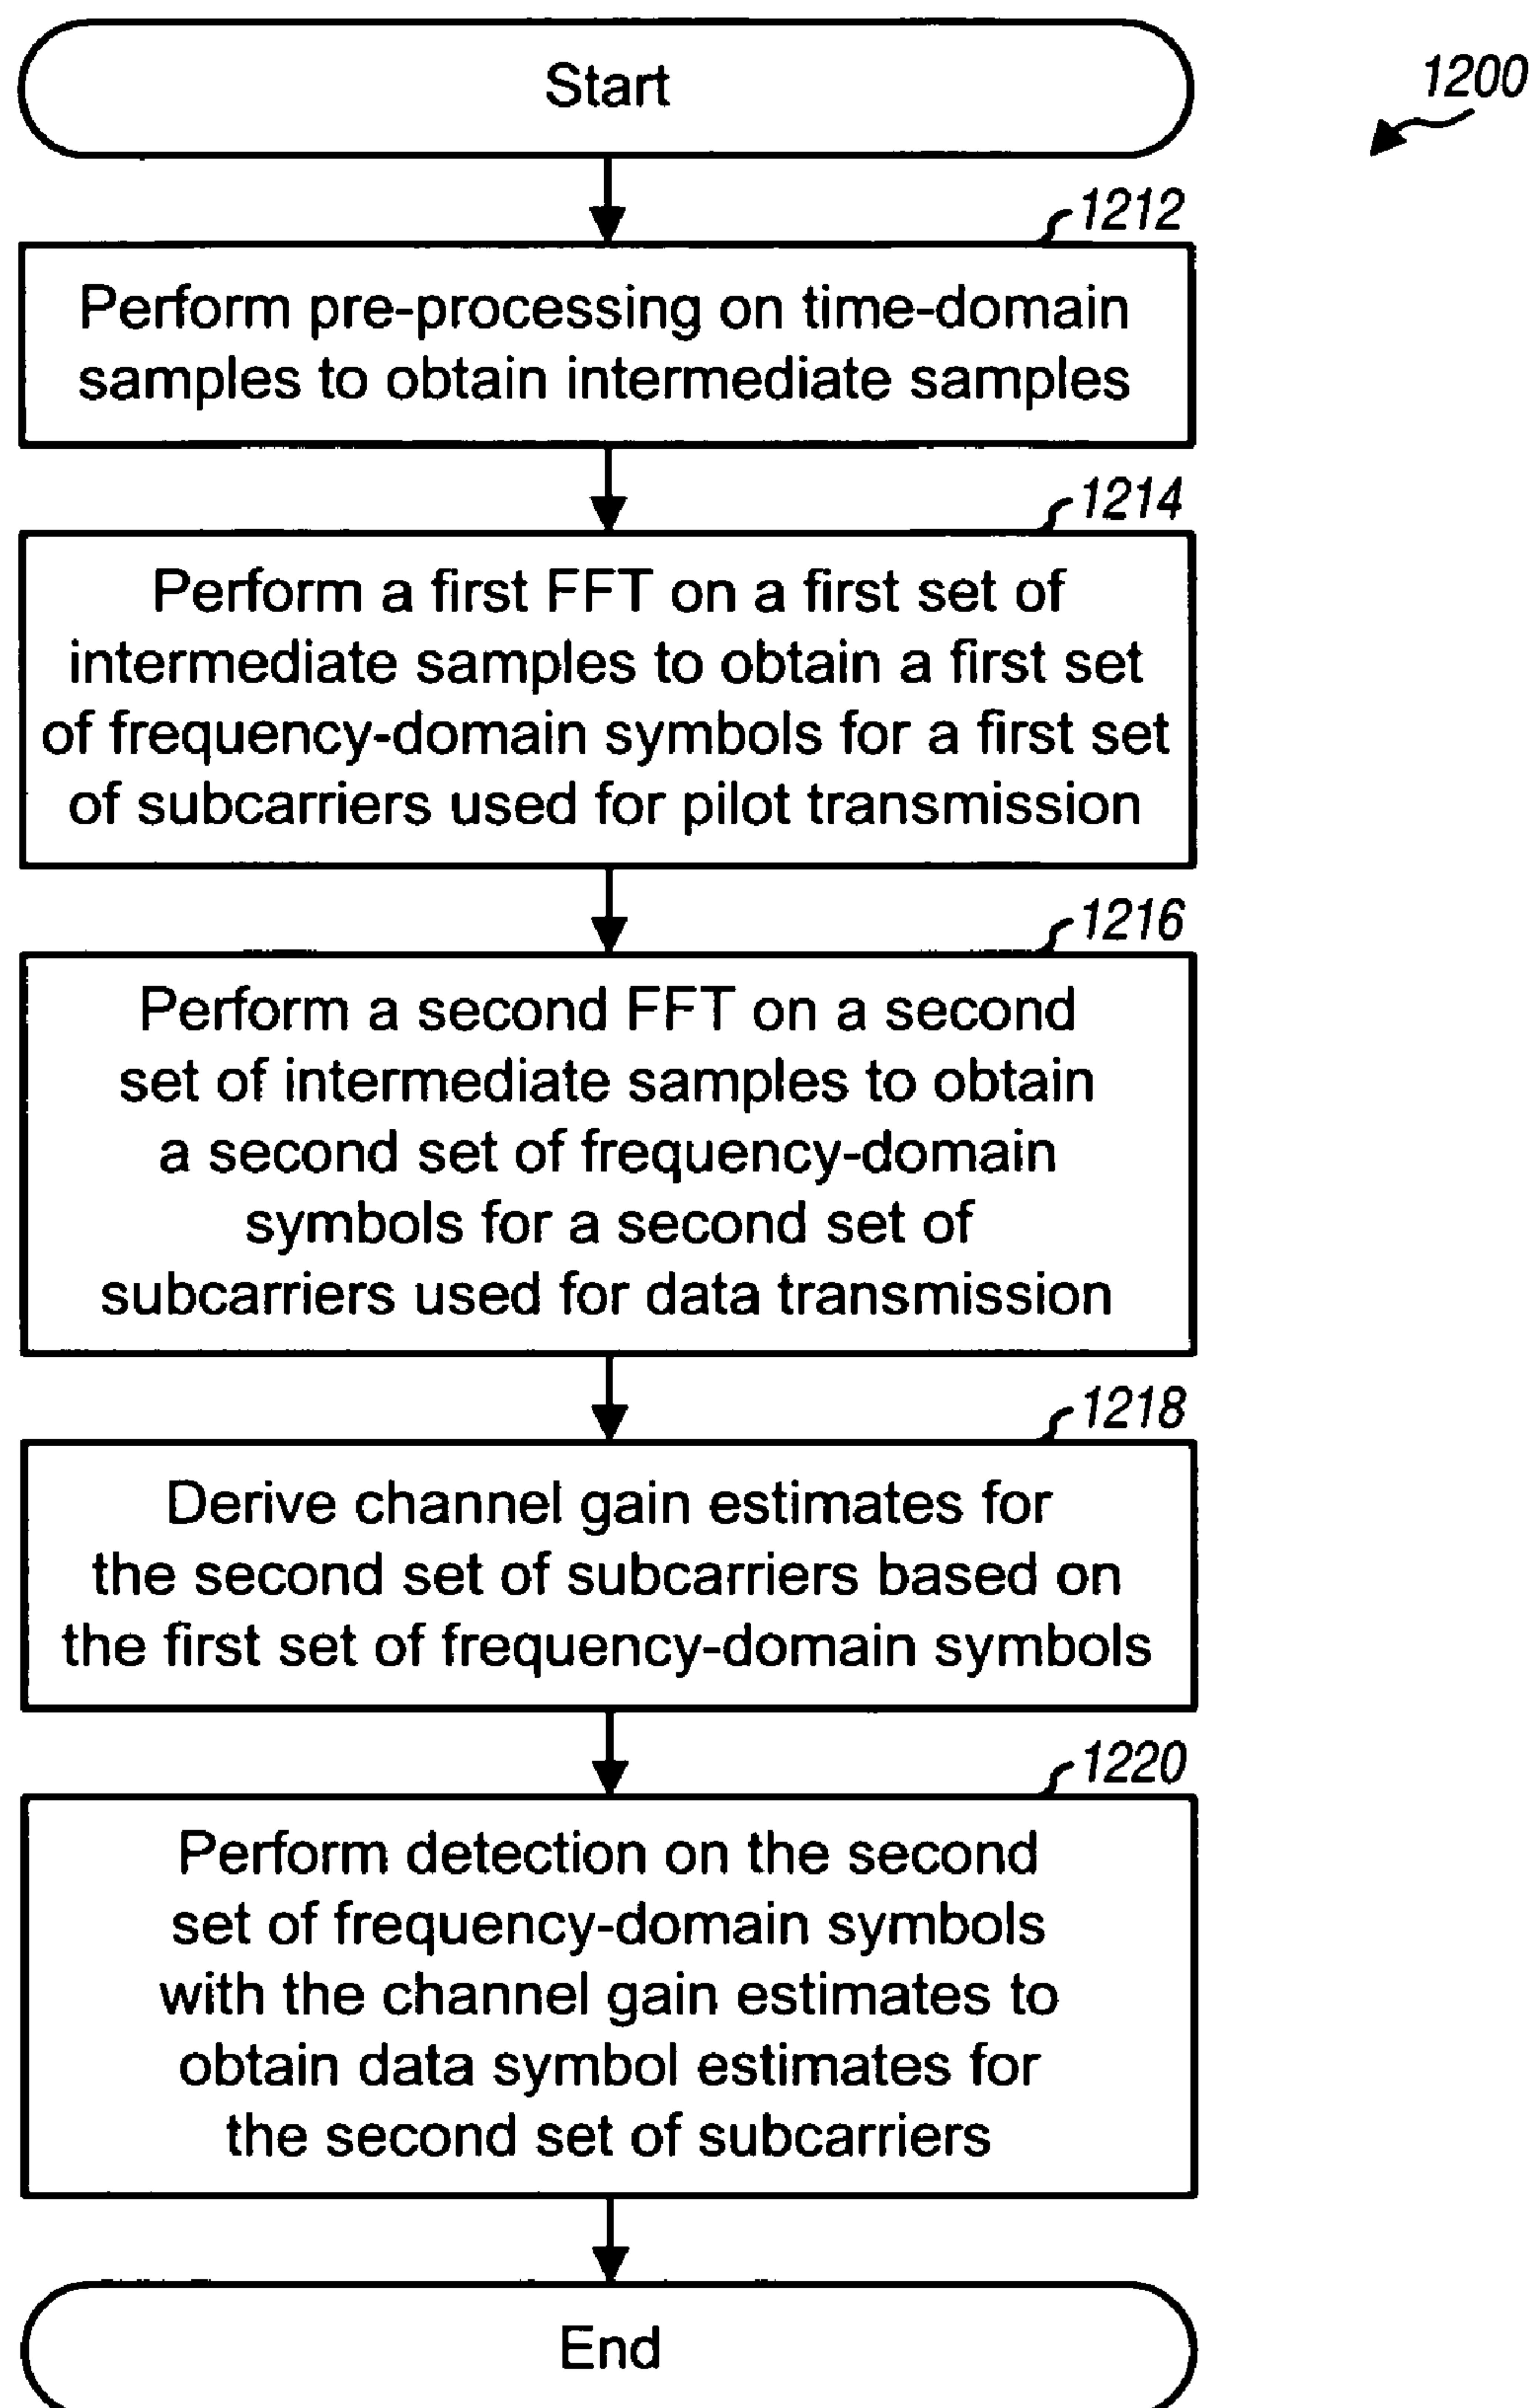 Start
1200
1212
Perform pre-processing on time-domain
samples to obtain intermediate samples
1214
Perform a first FFT on a first set of
intermediate samples to obtain a first set
of frequency-domain symbols for a first set
of subcarriers used for pilot transmission
1216
Perform a second FFT on a second
set of intermediate samples to obtain
a second set of frequency-domain
symbols for a second set of
subcarriers used for data transmission
1218
Derive channel gain estimates for
the second set of subcarriers based on
the first set of frequency-domain symbols
1220
Perform detection on the second
set of frequency-domain symbols
with the channel gain estimates to
obtain data symbol estimates for
the second set of subcarriers
End